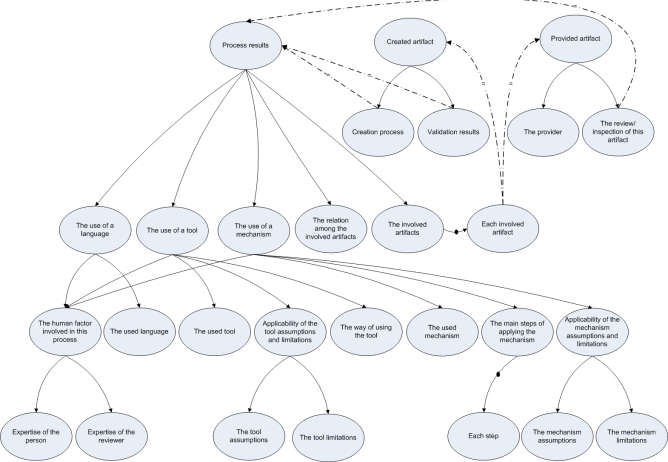 Process results
Created artifact
Provided artifact
Creation process
Validation results
The provider
The review/
inspection of this
artifact
The use of a
language
The use of a tool
The use of a
mechanism
The relation
among the
involved artifacts
The involved
artifacts
Each involved
artifact
The human factor
involved in this
process
The used language
The used tool
Applicability of the
tool assumptions
and limitations
The way of using
the tool
The used
mechanism
The main steps of
applying the
mechanism
Applicability of the
mechanism
assumptions and
limitations
Expertise of the
person
Expertise of the
reviewer
The tool
assumptions
The tool limitations
Each step
The mechanism
assumptions
The mechanism
limitations